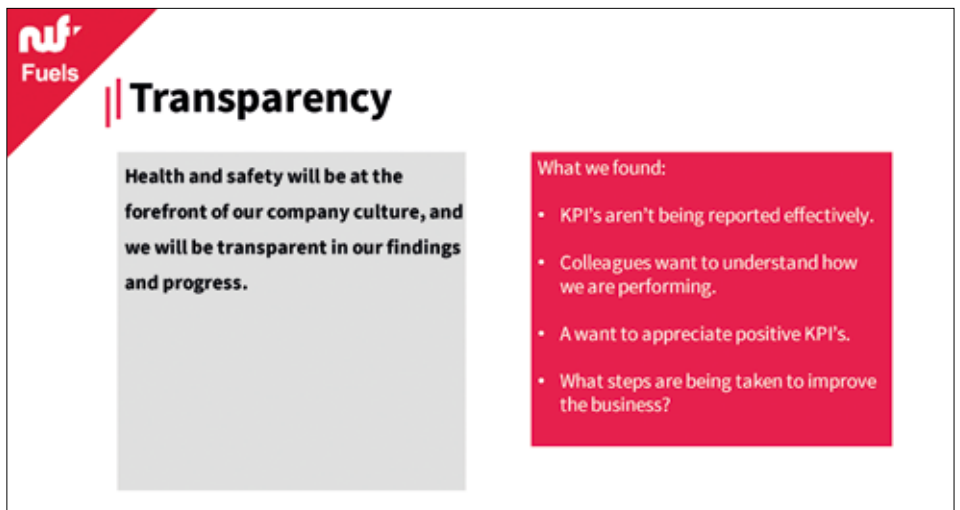 nwf
Fuels
Transparency
Health and safety will be at the
forefront of our company culture, and
we will be transparent in our findings
and progress.
What we found:
• KPI's aren't being reported effectively.
• Colleagues want to understand how
we are performing.
• A want to appreciate positive KPI's.
• What steps are being taken to improve
the business?